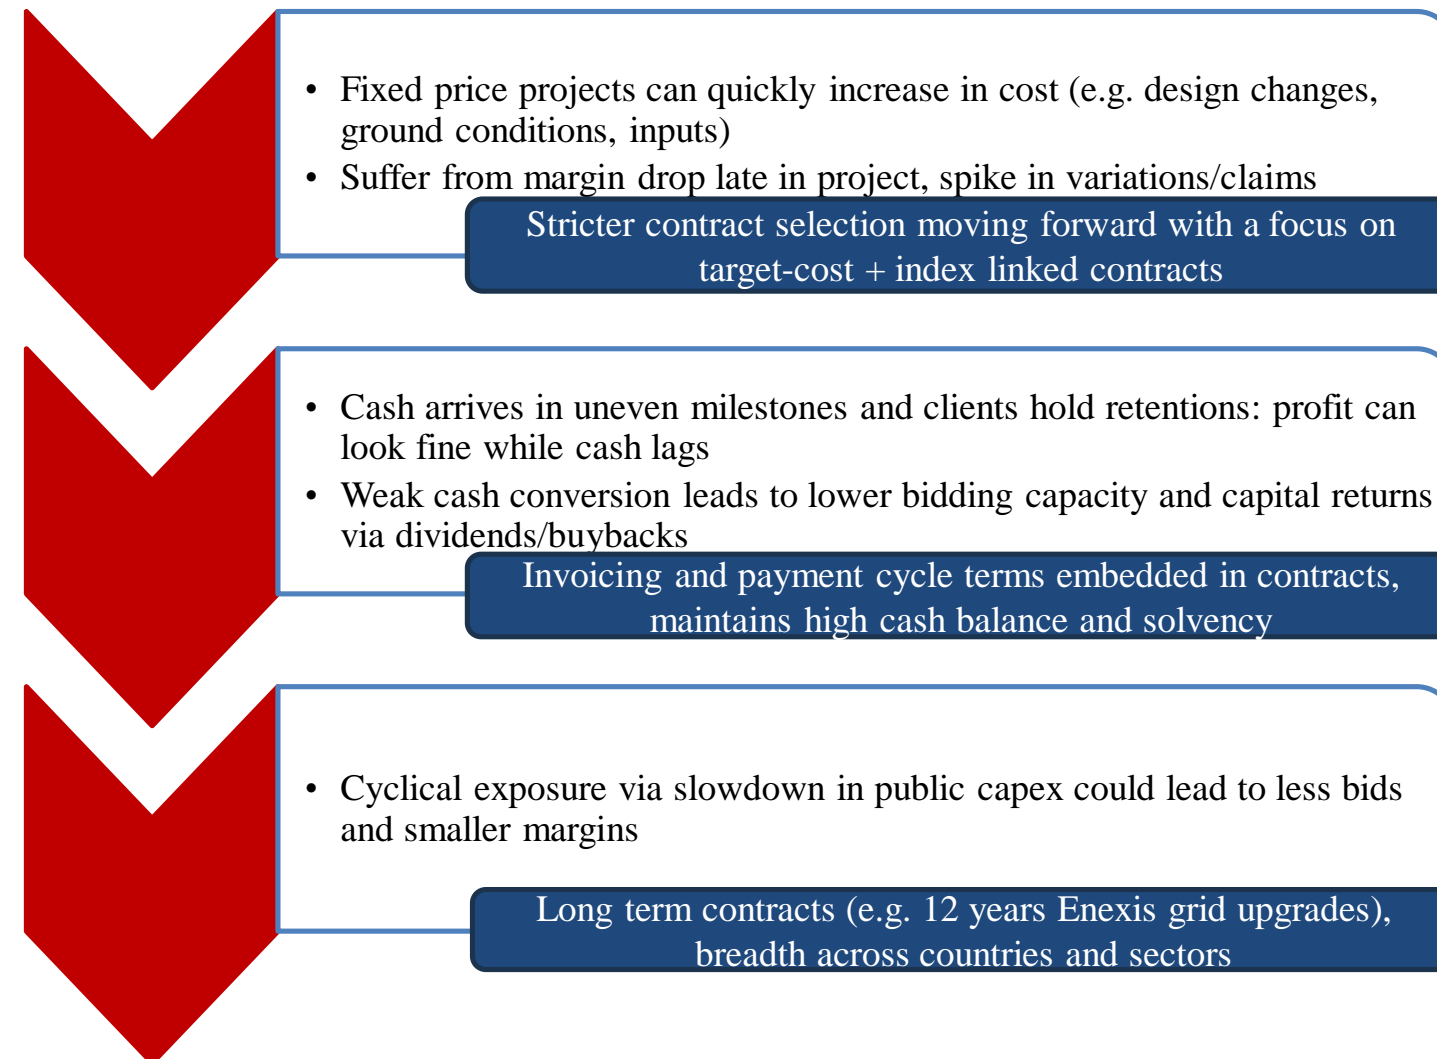 • Fixed price projects can quickly increase in cost (e.g. design changes,
ground conditions, inputs)
• Suffer from margin drop late in project, spike in variations/claims
Stricter contract selection moving forward with a focus on
target-cost + index linked contracts
• Cash arrives in uneven milestones and clients hold retentions: profit can
look fine while cash lags
• Weak cash conversion leads to lower bidding capacity and capital returns
via dividends/buybacks
Invoicing and payment cycle terms embedded in contracts,
maintains high cash balance and solvency
• Cyclical exposure via slowdown in public capex could lead to less bids
and smaller margins
Long term contracts (e.g. 12 years Enexis grid upgrades),
breadth across countries and sectors